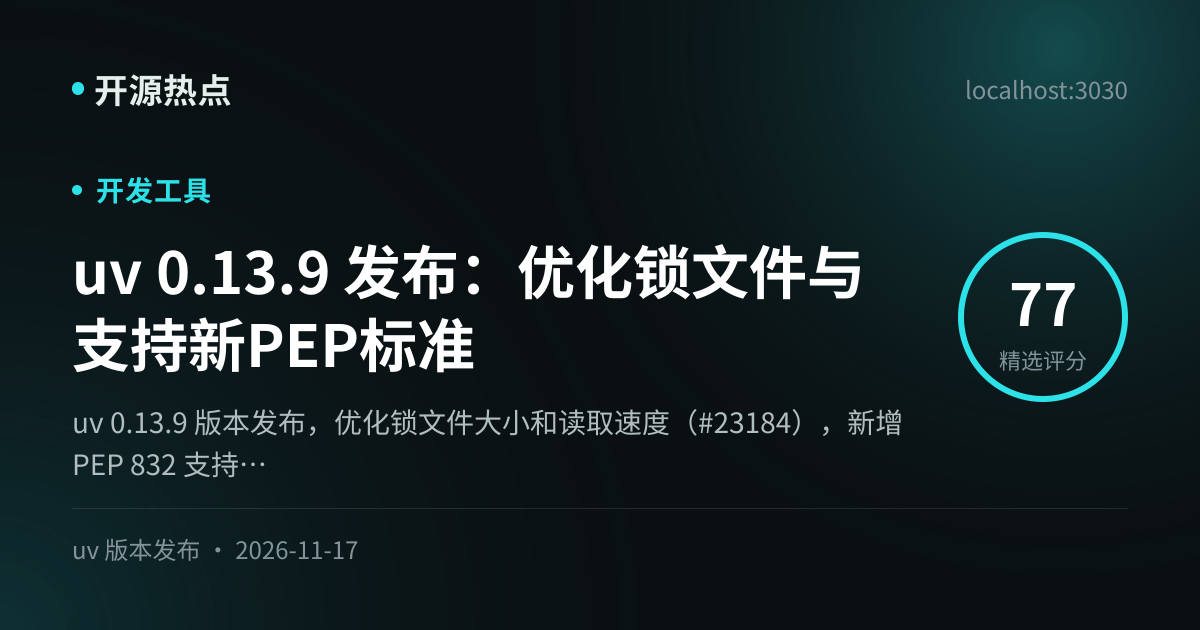 开源热点
localhost:3030
开发工具
uv 0.13.9 发布：优化锁文件与
支持新PEP标准
77
精选评分
uv 0.13.9 版本发布，优化锁文件大小和读取速度（#23184），新增
PEP 832 支持…
uv 版本发布 · 2026-11-17